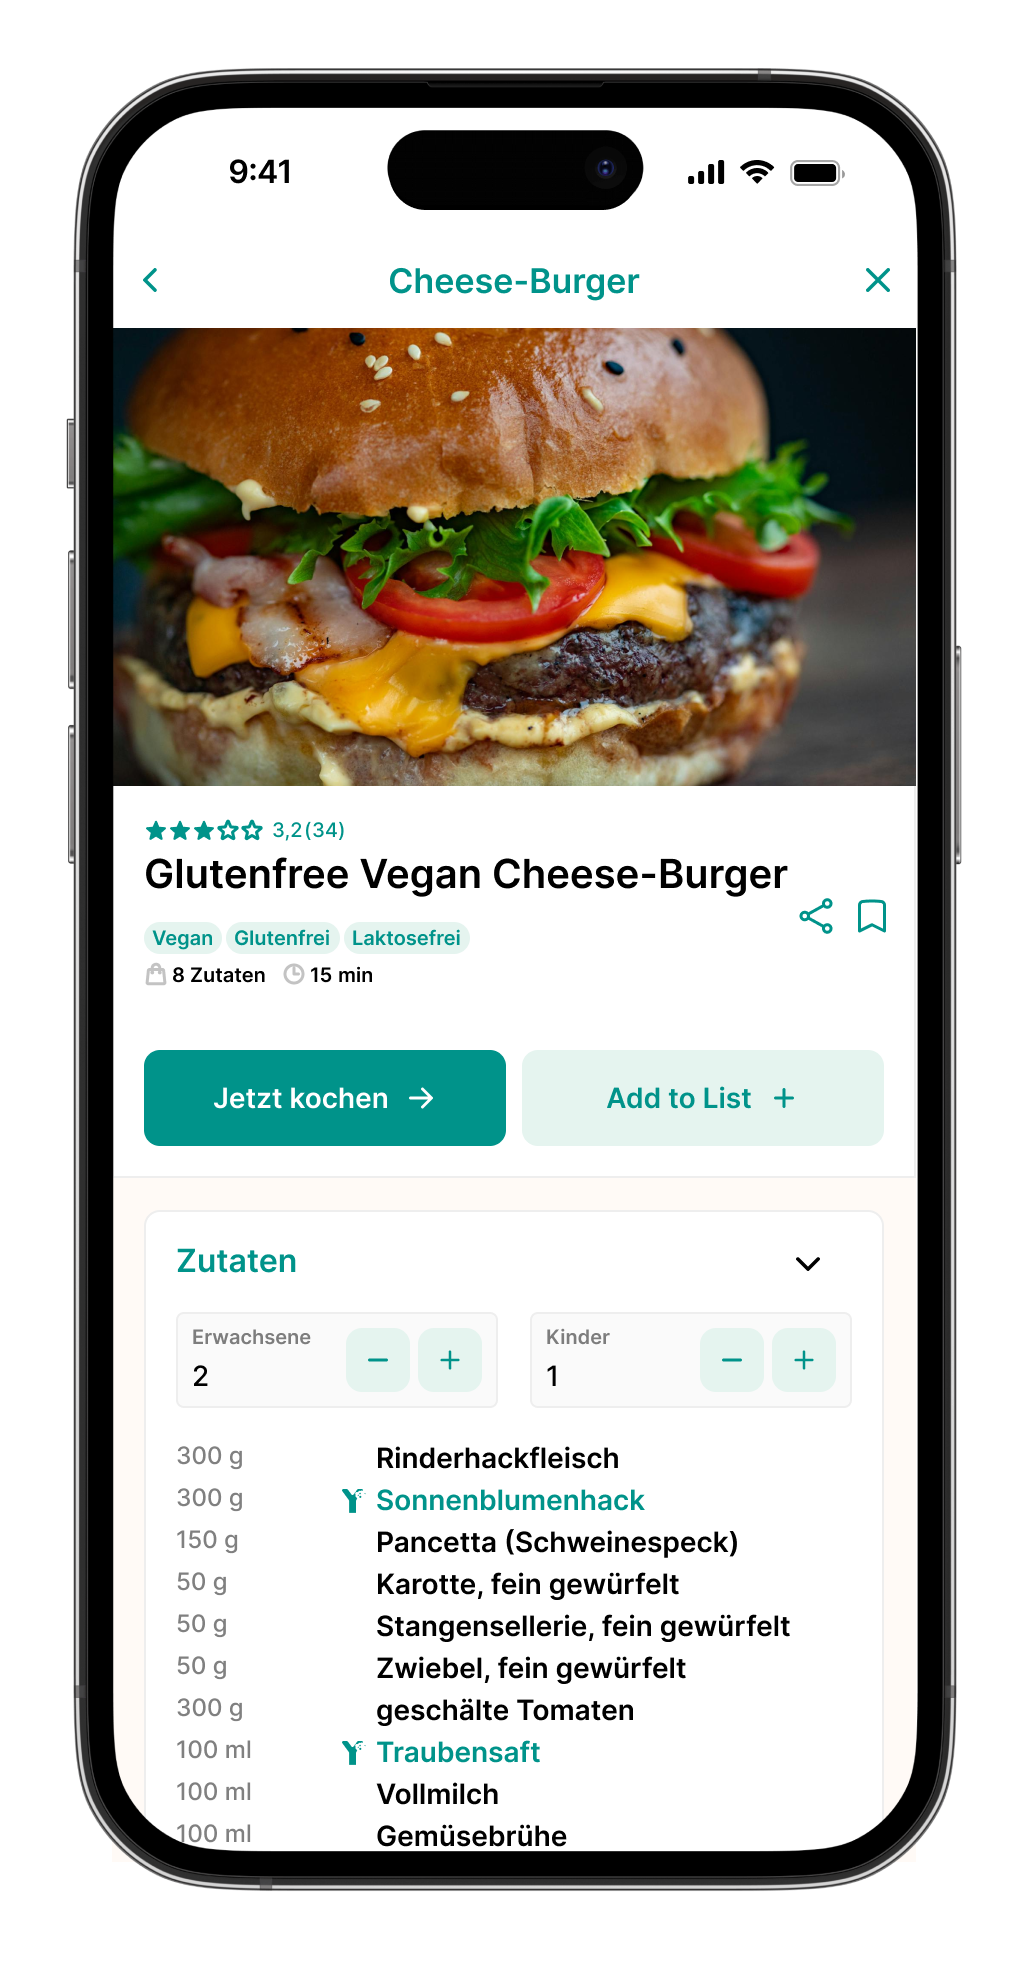 9:41
Cheese-Burger
3,2(34)
Glutenfree Vegan Cheese-Burger
Vegan Glutenfrei Laktosefrei
8 Zutaten 15 min
Jetzt kochen → Add to List +
Zutaten
Erwachsene
2 − +
Kinder
1 − +
300 g Rinderhackfleisch
300 g Sonnenblumenhack
150 g Pancetta (Schweinespeck)
50 g Karotte, fein gewürfelt
50 g Stangensellerie, fein gewürfelt
50 g Zwiebel, fein gewürfelt
300 g geschälte Tomaten
100 ml Traubensaft
100 ml Vollmilch
100 ml Gemüsebrühe